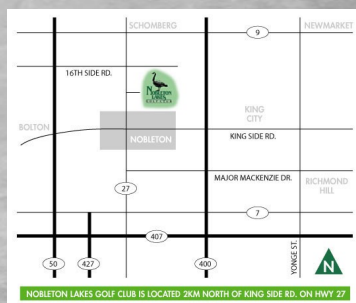 SCHOMBERG
NEWMARKET
9
16TH SIDE RD.
NOBLETON
LAKES
GOLF CLUB
KING
CITY
BOLTON
KING SIDE RD.
NOBLETON
MAJOR MACKENZIE DR.
RICHMOND
HILL
27
7
407
YONGE ST.
50
427
400
N
NOBLETON LAKES GOLF CLUB IS LOCATED 2KM NORTH OF KING SIDE RD. ON HWY 27